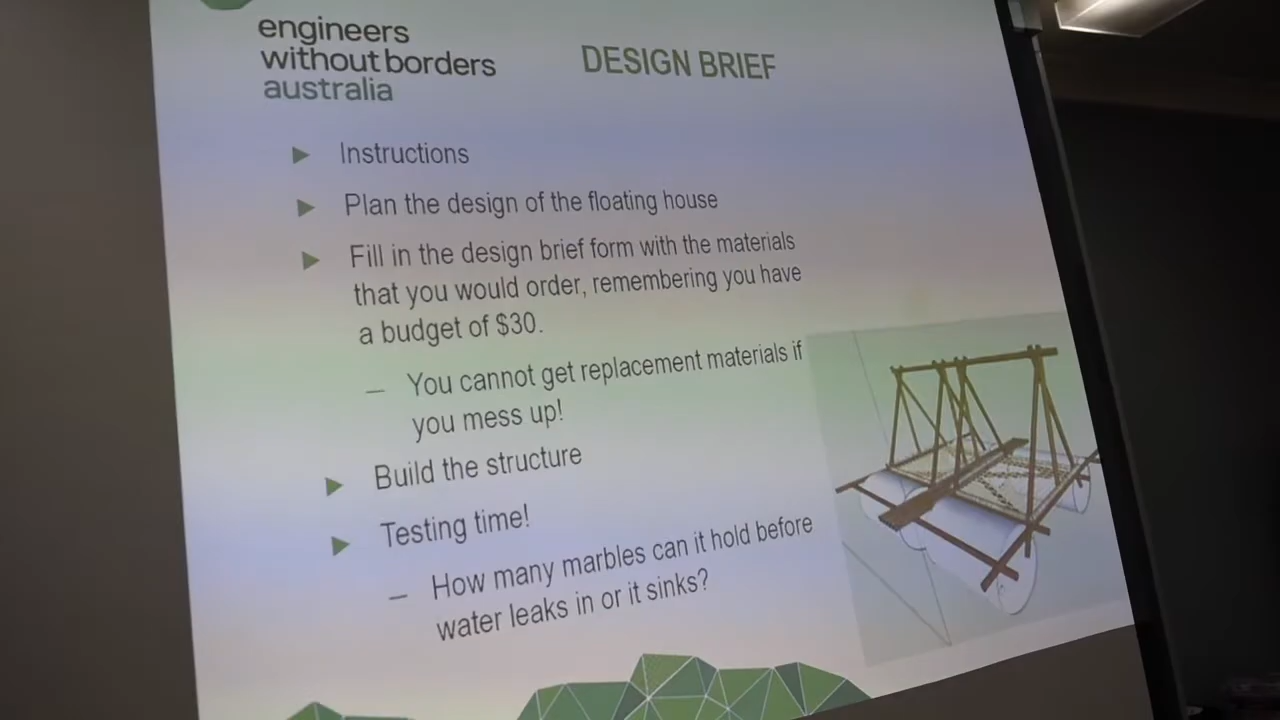 engineers
without borders
australia
DESIGN BRIEF
Instructions
Plan the design of the floating house
Fill in the design brief form with the materials
that you would order, remembering you have
a budget of $30.
– You cannot get replacement materials if
you mess up!
Build the structure
Testing time!
– How many marbles can it hold before
water leaks in or it sinks?